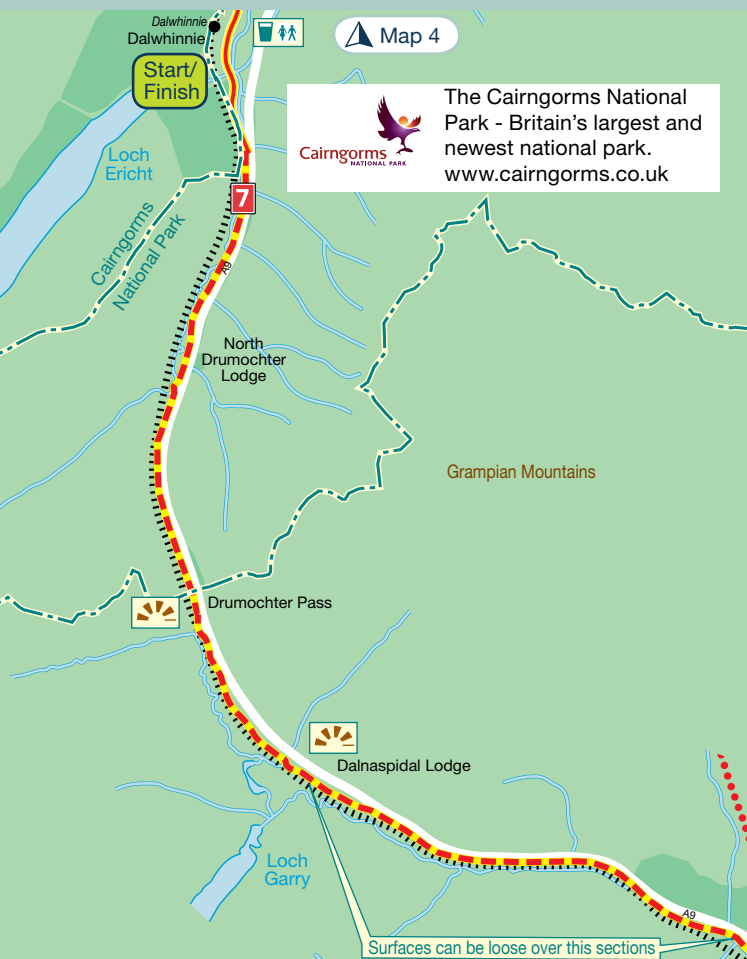 Dalwhinnie
Dalwhinnie
Start/
Finish
Map 4
Cairngorms
NATIONAL PARK
The Cairngorms National
Park - Britain's largest and
newest national park.
www.cairngorms.co.uk
Loch
Ericht
7
Cairngorms
National Park
A9
North
Drumochter
Lodge
Grampian Mountains
Drumochter Pass
Dalnaspidal Lodge
Loch
Garry
A9
Surfaces can be loose over this sections